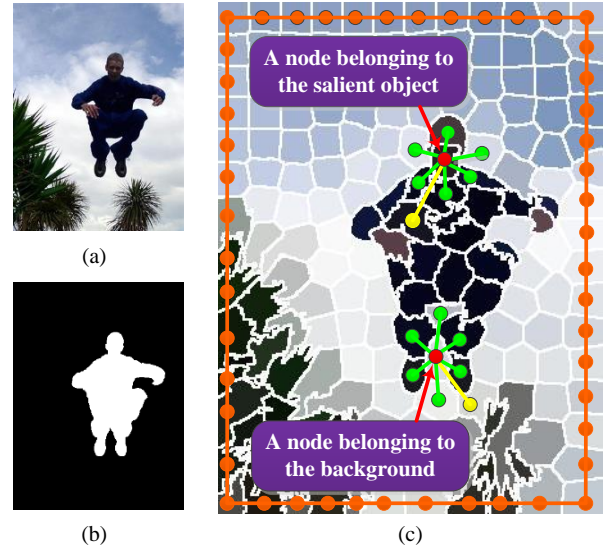 A node belonging to
the salient object
(a)
A node belonging to
the background
(b)
(c)